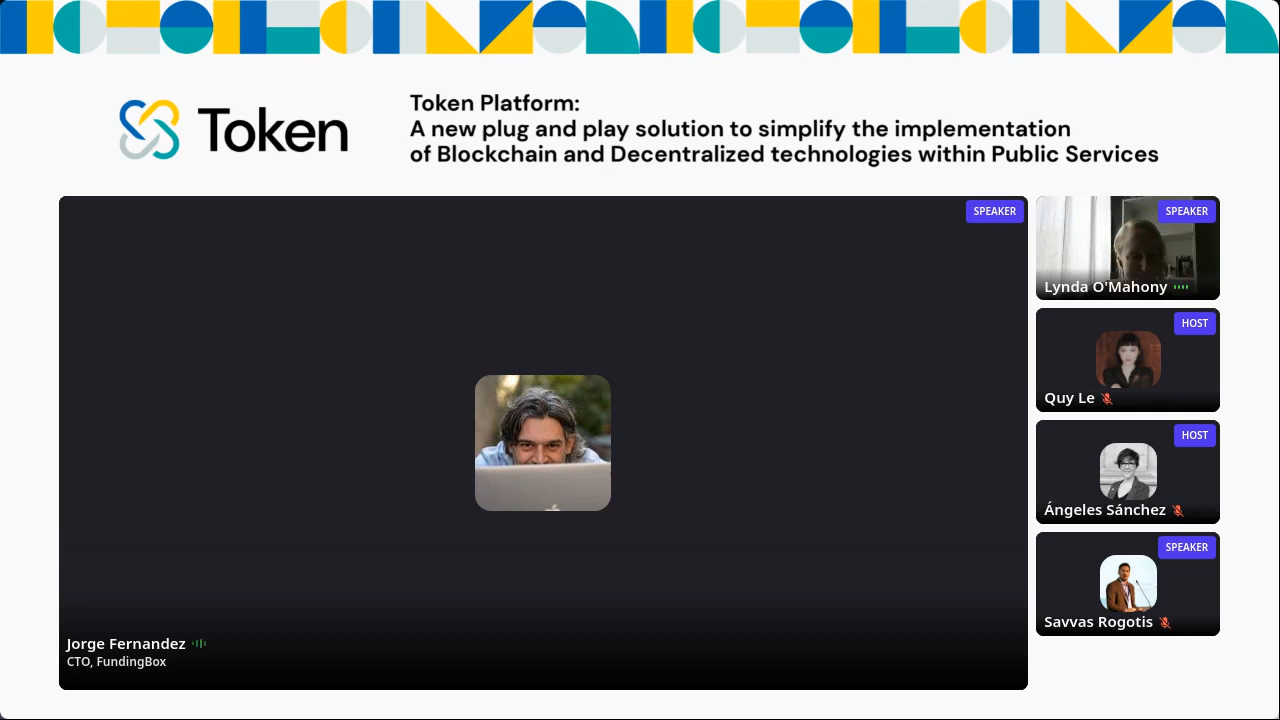 Token
Token Platform:
A new plug and play solution to simplify the implementation
of Blockchain and Decentralized technologies within Public Services
SPEAKER
Jorge Fernandez
CTO, FundingBox
SPEAKER
Lynda O'Mahony
HOST
Quy Le
HOST
Ángeles Sánchez
SPEAKER
Savvas Rogotis